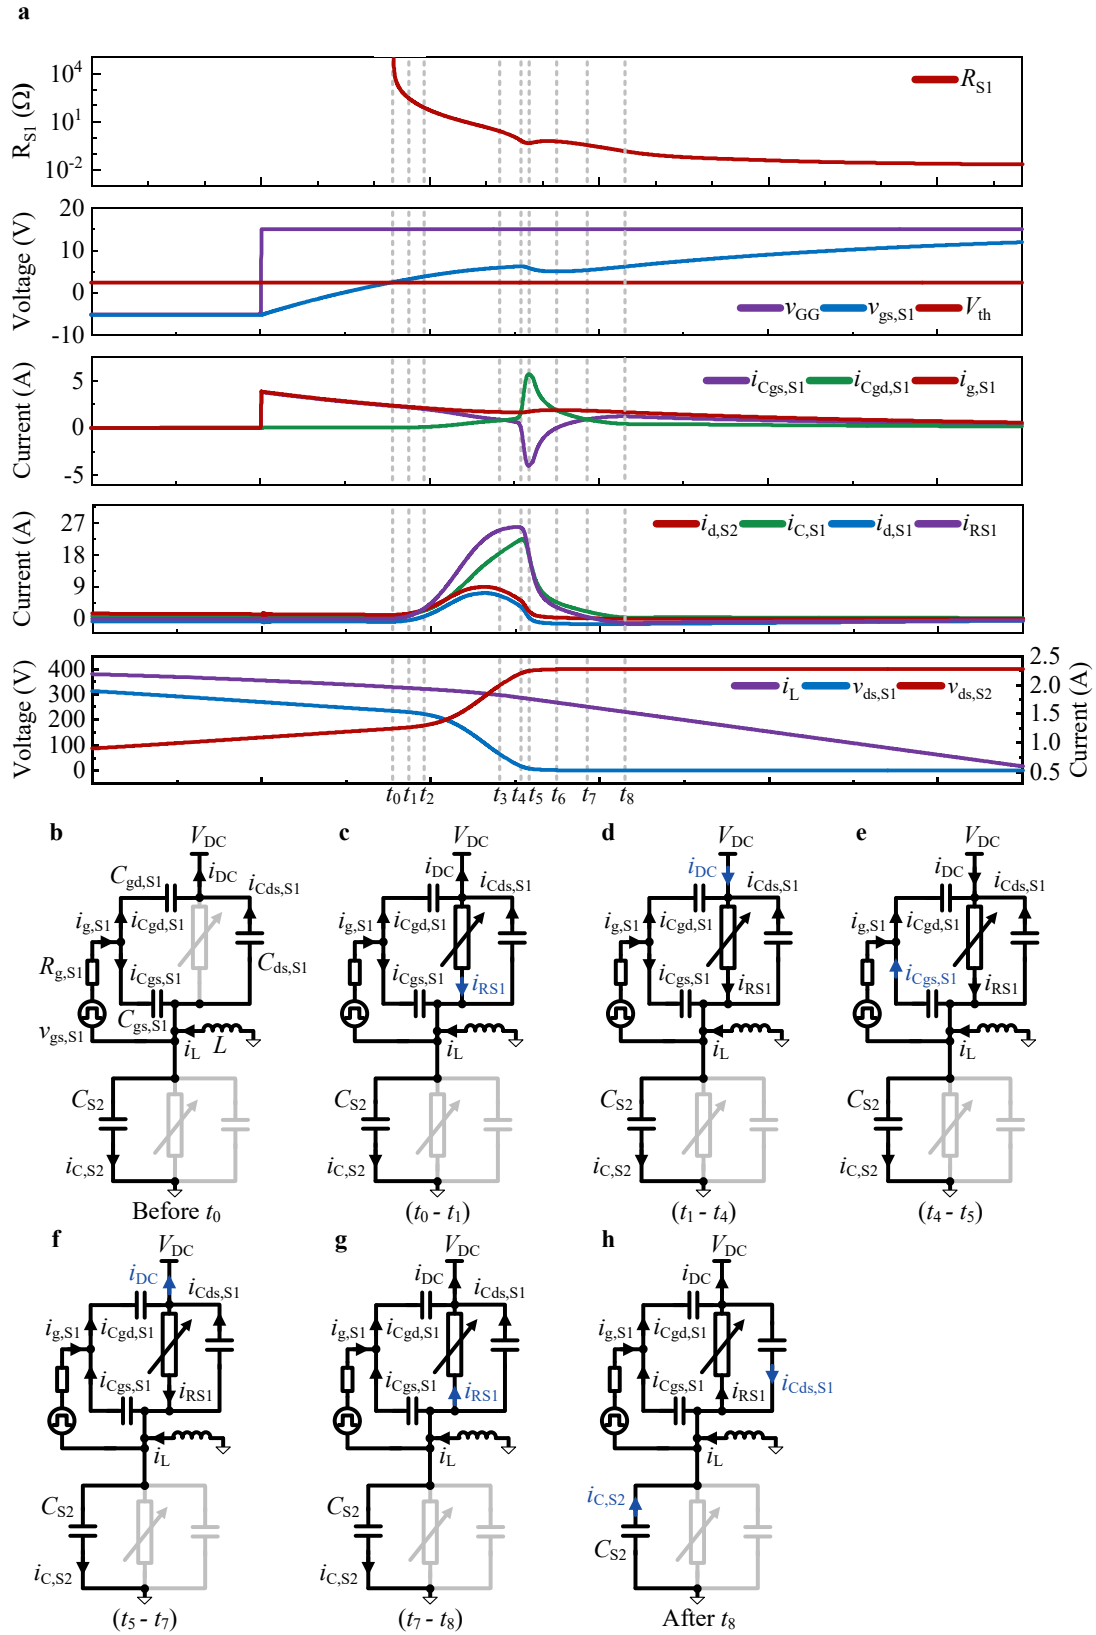 a
R_S1 (Ω)
10^4
10^1
10^-2
R_S1
Voltage (V)
20
10
0
-10
v_GG v_gs,S1 V_th
Current (A)
5
0
-5
i_Cgs,S1 i_Cgd,S1 i_g,S1
Current (A)
27
18
9
0
i_d,S2 i_C,S1 i_d,S1 i_RS1
Voltage (V)
400
300
200
100
0
i_L v_ds,S1 v_ds,S2
2.5
2.0
1.5
1.0
0.5
Current (A)
t_0 t_1 t_2 t_3 t_4 t_5 t_6 t_7 t_8
b
V_DC
C_gd,S1
i_DC
i_Cds,S1
i_g,S1
i_Cgd,S1
R_g,S1
i_Cgs,S1
C_ds,S1
C_gs,S1
v_gs,S1
i_L
L
C_S2
i_C,S2
Before t_0
c
V_DC
i_DC
i_Cds,S1
i_g,S1
i_Cgd,S1
i_Cgs,S1
i_RS1
i_L
C_S2
i_C,S2
(t_0 - t_1)
d
V_DC
i_DC
i_Cds,S1
i_g,S1
i_Cgd,S1
i_Cgs,S1
i_RS1
i_L
C_S2
i_C,S2
(t_1 - t_4)
e
V_DC
i_DC
i_Cds,S1
i_g,S1
i_Cgd,S1
i_Cgs,S1
i_RS1
i_L
C_S2
i_C,S2
(t_4 - t_5)
f
V_DC
i_DC
i_Cds,S1
i_g,S1
i_Cgd,S1
i_Cgs,S1
i_RS1
i_L
C_S2
i_C,S2
(t_5 - t_7)
g
V_DC
i_DC
i_Cds,S1
i_g,S1
i_Cgd,S1
i_Cgs,S1
i_RS1
i_L
C_S2
i_C,S2
(t_7 - t_8)
h
V_DC
i_DC
i_g,S1
i_Cgd,S1
i_Cgs,S1
i_RS1
i_Cds,S1
i_L
i_C,S2
C_S2
After t_8